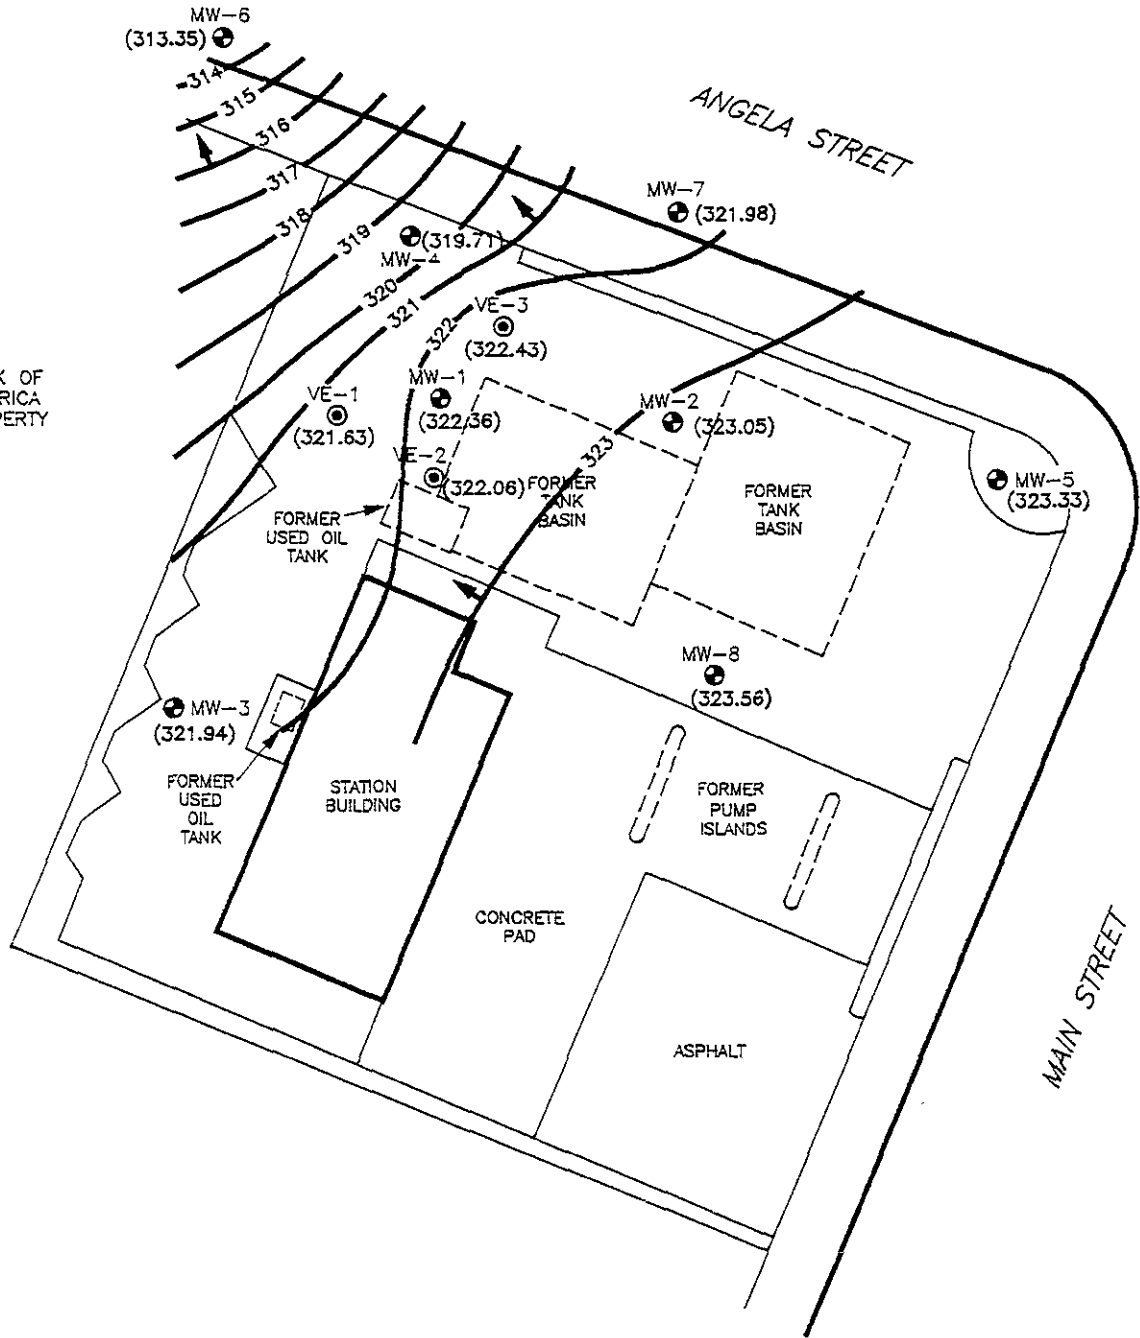 MW-6
(313.35)
314
315
316
317
318
319
320
321
322
323
ANGELA STREET
MW-7
(321.98)
(319.71)
MW-4
VE-3
(322.43)
OF
MW-1
(322.36)
VE-1
(321.63)
MW-2
(323.05)
VE-2
(322.06)
FORMER
TANK
BASIN
FORMER
TANK
BASIN
MW-5
(323.33)
FORMER
USED OIL
TANK
MW-8
(323.56)
MW-3
(321.94)
FORMER
USED
OIL
TANK
STATION
BUILDING
FORMER
PUMP
ISLANDS
CONCRETE
PAD
ASPHALT
MAIN STREET